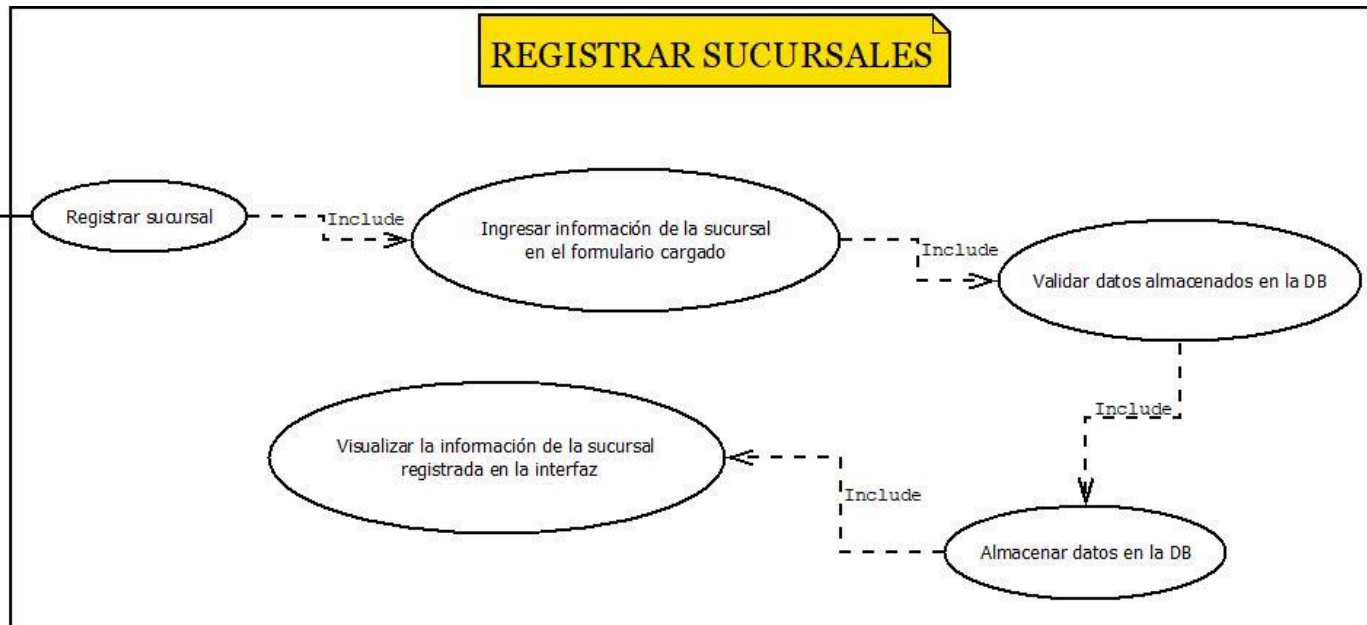 REGISTRAR SUCURSALES
Registrar sucursal
Include
Ingresar información de la sucursal
en el formulario cargado
Include
Validar datos almacenados en la DB
Include
Almacenar datos en la DB
Include
Visualizar la información de la sucursal
registrada en la interfaz